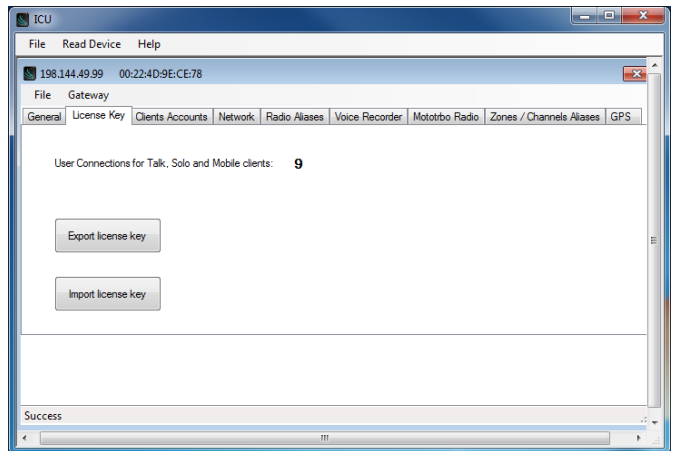 ICU
File Read Device Help
198.144.49.99 00:22:4D:9E:CE:78
File Gateway
General License Key Clients Accounts Network Radio Aliases Voice Recorder Mototrbo Radio Zones / Channels Aliases GPS
User Connections for Talk, Solo and Mobile clients: 9
Export license key
Import license key
Success